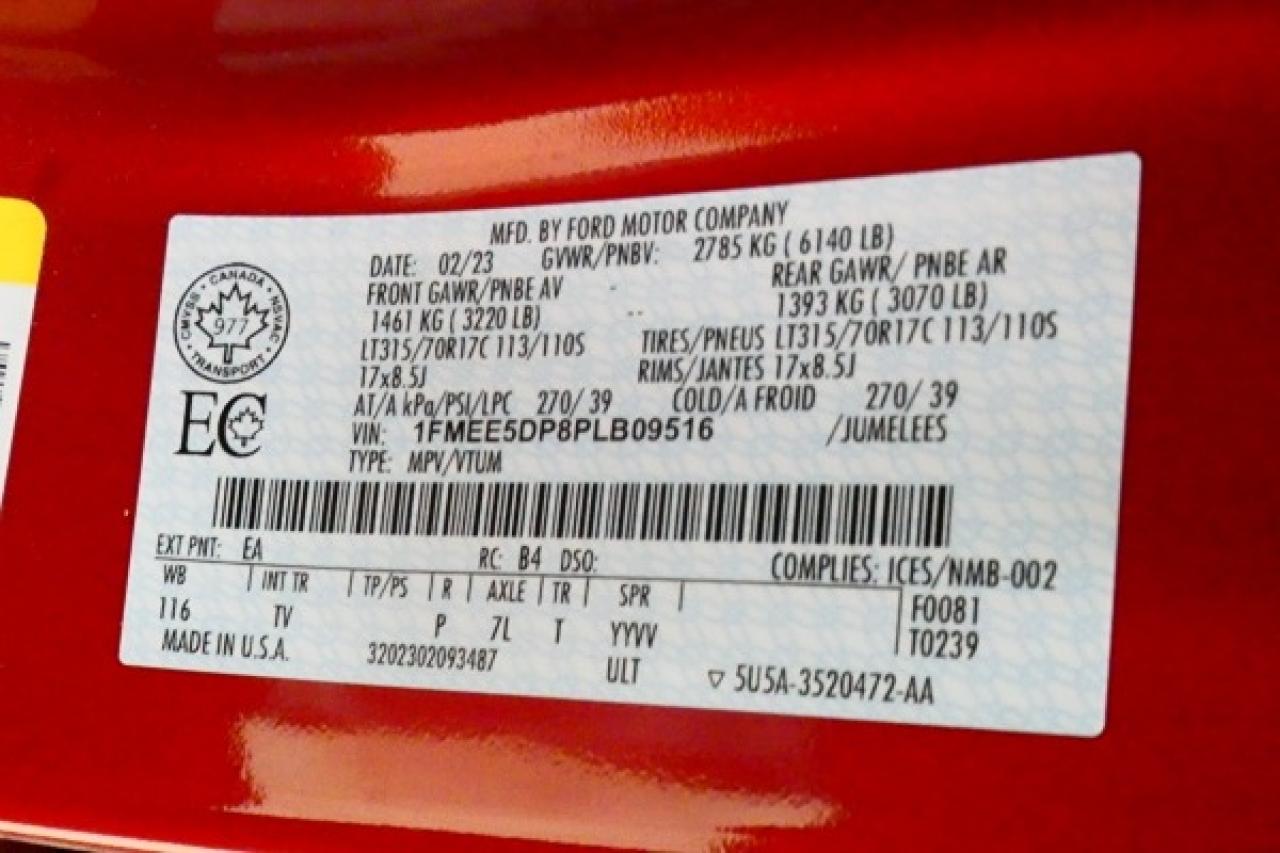 MFD. BY FORD MOTOR COMPANY
DATE: 02/23 GVWR/PNBV: 2785 KG ( 6140 LB)
FRONT GAWR/PNBE AV REAR GAWR/ PNBE AR
1461 KG ( 3220 LB) 1393 KG ( 3070 LB)
LT315/70R17C 113/110S TIRES/PNEUS LT315/70R17C 113/110S
17x8.5J RIMS/JANTES 17x8.5J
AT/A kPa/PSI/LPC 270/ 39 COLD/A FROID 270/ 39
VIN: 1FMEE5DP8PLB09516 /JUMELEES
TYPE: MPV/VTUM
CANADA
CMVSS 977 NSVAC
TRANSPORT
EC
EXT PNT: EA RC: B4 DSO: COMPLIES: ICES/NMB-002
WB INT TR TP/PS R AXLE TR SPR F0081
116 TV P 7L T YYVV T0239
MADE IN U.S.A. 3202302093487 ULT ▽ 5U5A-3520472-AA